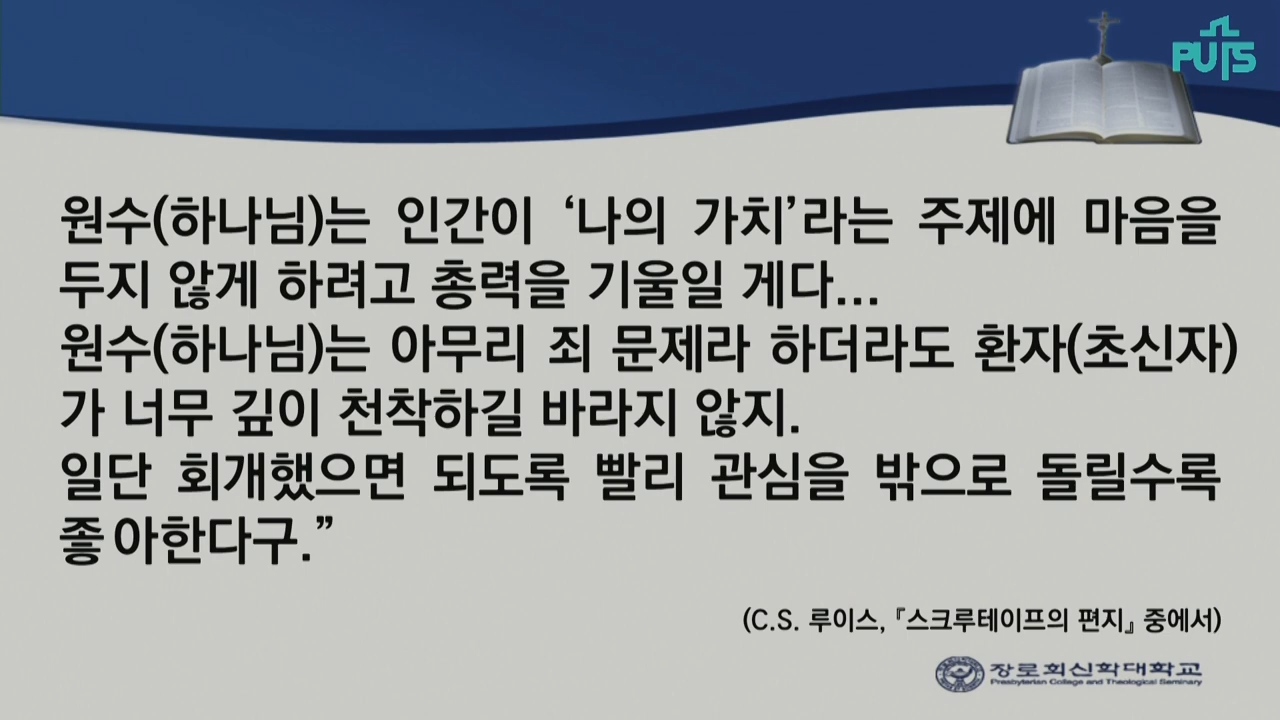 PUTS
원수(하나님)는 인간이 ‘나의 가치’라는 주제에 마음을
두지 않게 하려고 총력을 기울일 게다...
원수(하나님)는 아무리 죄 문제라 하더라도 환자(초신자)
가 너무 깊이 천착하길 바라지 않지.
일단 회개했으면 되도록 빨리 관심을 밖으로 돌릴수록
좋아한다구.”
(C.S. 루이스, 『스크루테이프의 편지』 중에서)
장로회신학대학교
Presbyterian College and Theological Seminary